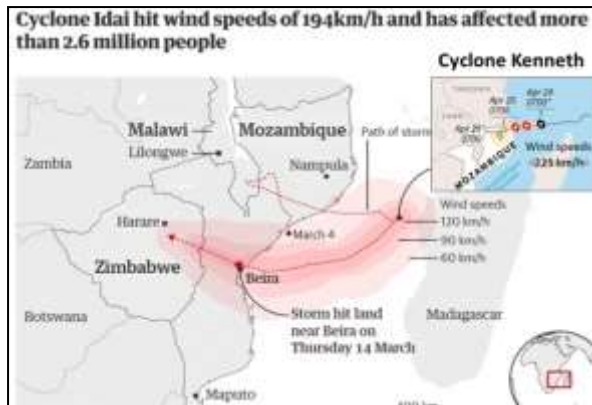 Cyclone Idai hit wind speeds of 194km/h and has affected more
than 2.6 million people
Cyclone Kenneth
Malawi
Mozambique
Lilongwe
Path of storm
Zambia
Nampula
MOZAMBIQUE
Wind speeds
~225 km/h
Wind speeds
120 km/h
90 km/h
60 km/h
Harare
March 4
Zimbabwe
Beira
Storm hit land
near Beira on
Thursday 14 March
Botswana
Madagascar
Maputo